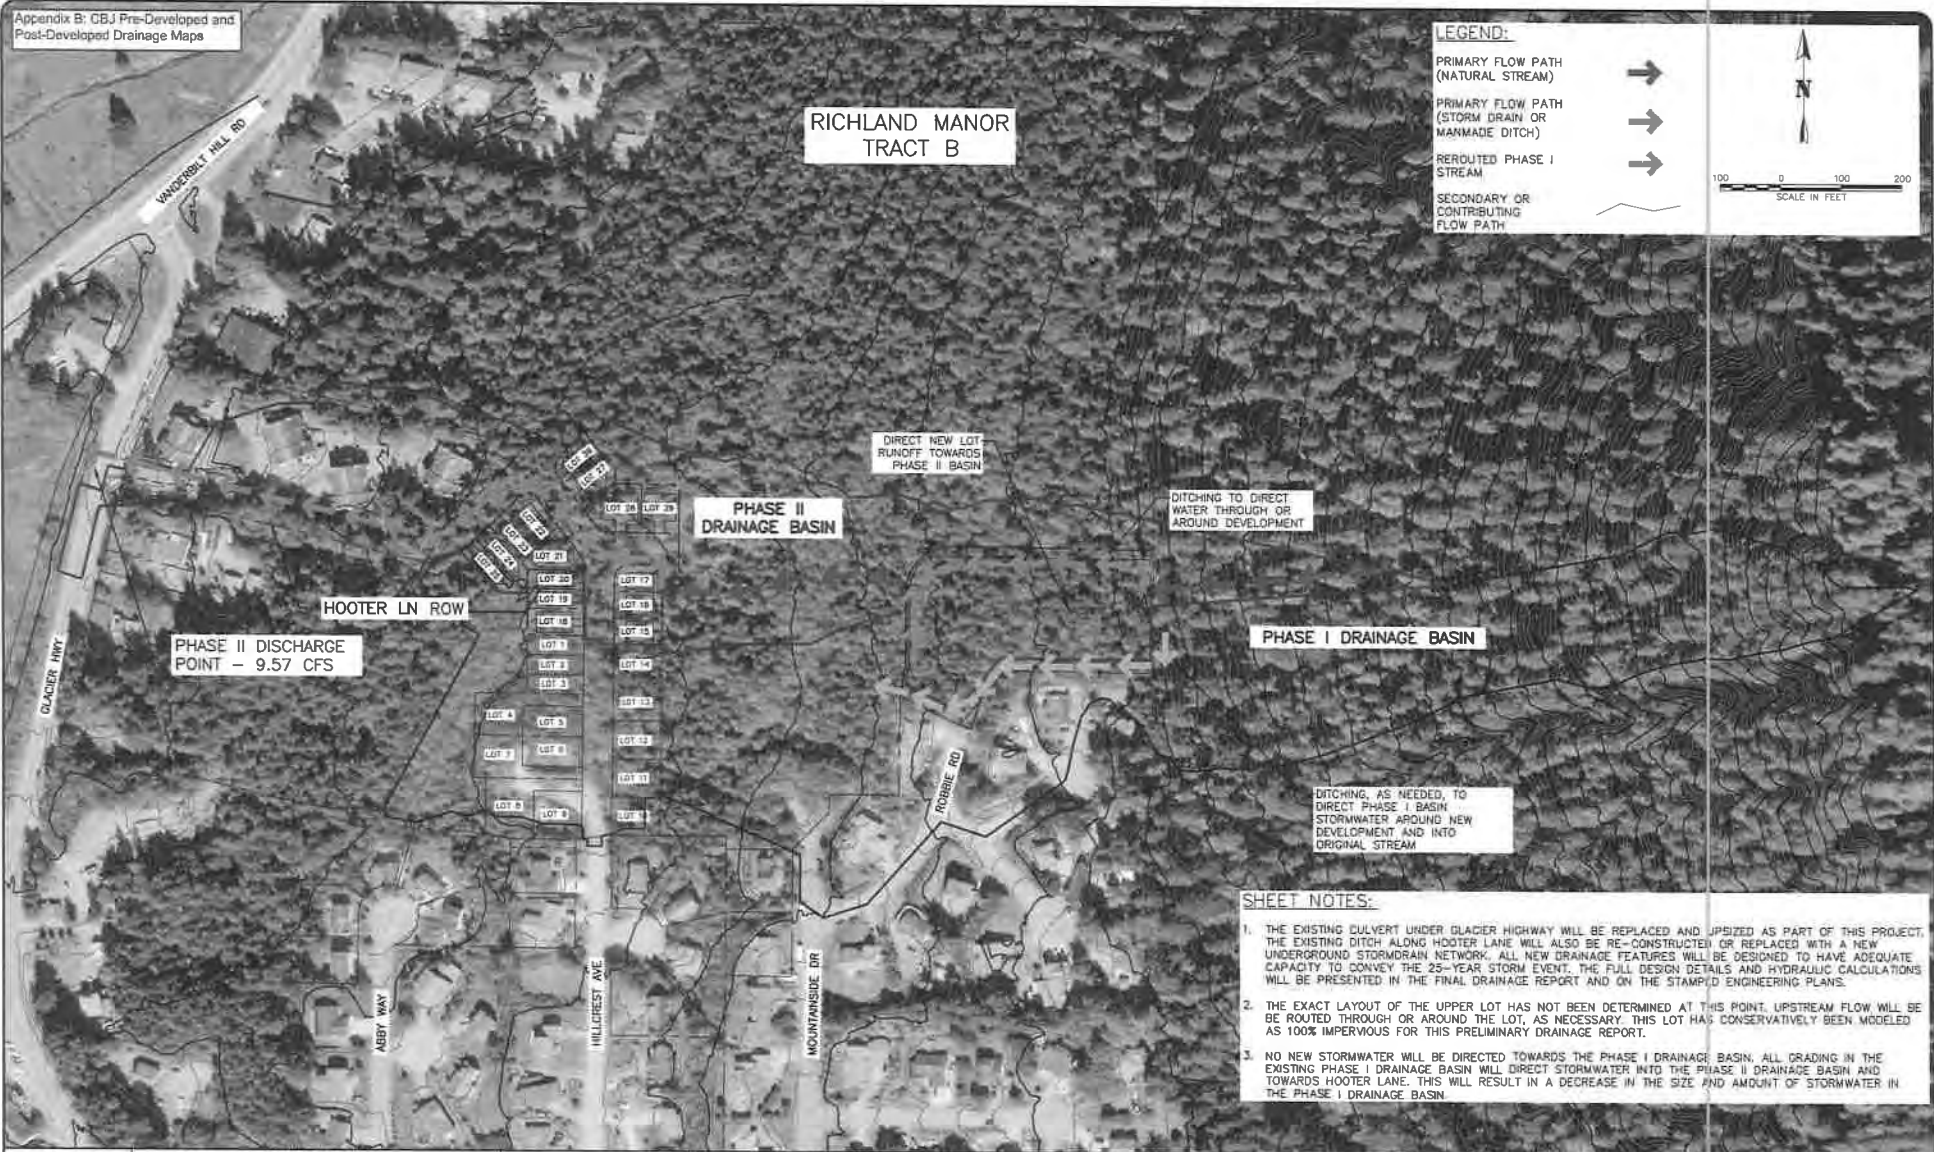 Appendix B: CBJ Pre-Developed and
Post-Developed Drainage Maps
VANDERBILT HILL RD
RICHLAND MANOR
TRACT B
LEGEND:
PRIMARY FLOW PATH
(NATURAL STREAM)
PRIMARY FLOW PATH
(STORM DRAIN OR
MANMADE DITCH)
REROUTED PHASE I
STREAM
SECONDARY OR
CONTRIBUTING
FLOW PATH
N
100 0 100 200
SCALE IN FEET
DIRECT NEW LOT
RUNOFF TOWARDS
PHASE II BASIN
DITCHING TO DIRECT
WATER THROUGH OR
AROUND DEVELOPMENT
PHASE II
DRAINAGE BASIN
LOT 27
LOT 28
LOT 29
LOT 22
LOT 23
LOT 24
LOT 25
LOT 21
LOT 20
LOT 19
LOT 17
LOT 15
LOT 1
LOT 2
LOT 3
LOT 14
LOT 13
LOT 4
LOT 5
LOT 12
LOT 7
LOT 6
LOT 11
LOT 8
LOT 9
LOT 10
HOOTER LN ROW
PHASE II DISCHARGE
POINT - 9.57 CFS
GLACIER HWY
PHASE I DRAINAGE BASIN
ROBBIE RD
DITCHING, AS NEEDED, TO
DIRECT PHASE I BASIN
STORMWATER AROUND NEW
DEVELOPMENT AND INTO
ORIGINAL STREAM
ABBY WAY
HILLCREST AVE
MOUNTAINSIDE DR
SHEET NOTES:
1. THE EXISTING CULVERT UNDER GLACIER HIGHWAY WILL BE REPLACED AND UPSIZED AS PART OF THIS PROJECT.
THE EXISTING DITCH ALONG HOOTER LANE WILL ALSO BE RE-CONSTRUCTED OR REPLACED WITH A NEW
UNDERGROUND STORMDRAIN NETWORK. ALL NEW DRAINAGE FEATURES WILL BE DESIGNED TO HAVE ADEQUATE
CAPACITY TO CONVEY THE 25-YEAR STORM EVENT. THE FULL DESIGN DETAILS AND HYDRAULIC CALCULATIONS
WILL BE PRESENTED IN THE FINAL DRAINAGE REPORT AND ON THE STAMPED ENGINEERING PLANS.
2. THE EXACT LAYOUT OF THE UPPER LOT HAS NOT BEEN DETERMINED AT THIS POINT. UPSTREAM FLOW WILL BE
BE ROUTED THROUGH OR AROUND THE LOT, AS NECESSARY. THIS LOT HAS CONSERVATIVELY BEEN MODELED
AS 100% IMPERVIOUS FOR THIS PRELIMINARY DRAINAGE REPORT.
3. NO NEW STORMWATER WILL BE DIRECTED TOWARDS THE PHASE I DRAINAGE BASIN. ALL GRADING IN THE
EXISTING PHASE I DRAINAGE BASIN WILL DIRECT STORMWATER INTO THE PHASE II DRAINAGE BASIN AND
TOWARDS HOOTER LANE. THIS WILL RESULT IN A DECREASE IN THE SIZE AND AMOUNT OF STORMWATER IN
THE PHASE I DRAINAGE BASIN.